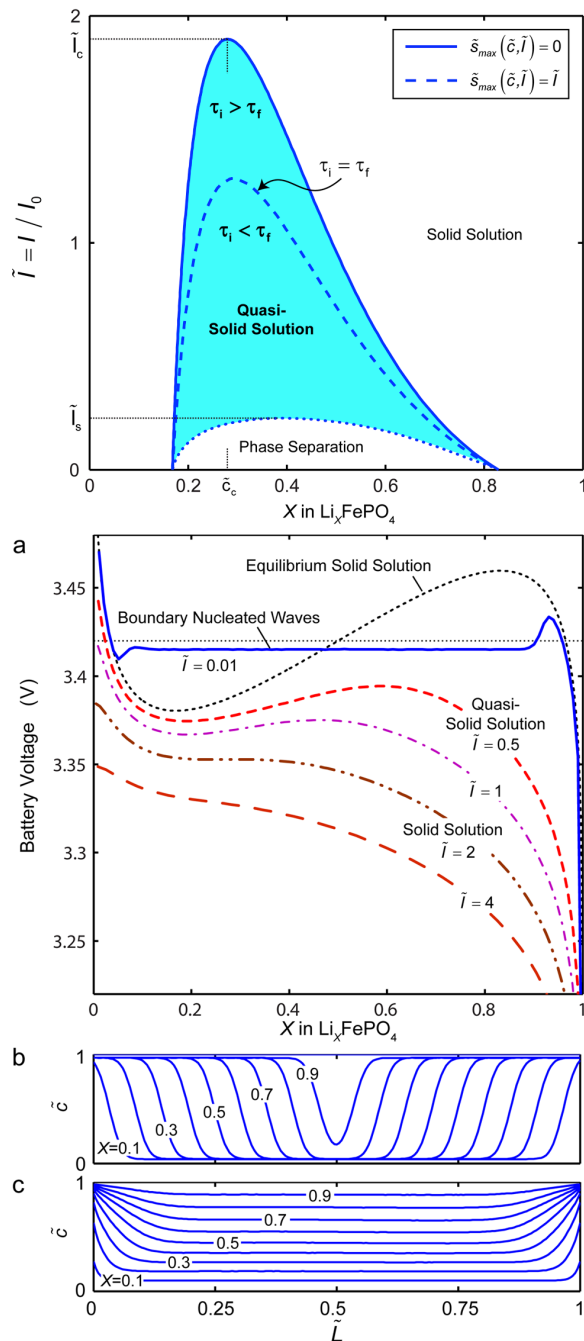 2
Ĩc
s̃max(c̃,Ĩ)=0
s̃max(c̃,Ĩ)=Ĩ
τi > τf
τi = τf
1
τi < τf
Solid Solution
Ĩ = I / I0
Quasi-
Solid Solution
Ĩs
Phase Separation
0
0 0.2 c̃c 0.4 0.6 0.8 1
X in LiXFePO4
a
3.45
Equilibrium Solid Solution
Boundary Nucleated Waves
Ĩ = 0.01
3.4
Quasi-
Solid Solution
Ĩ = 0.5
Battery Voltage (V)
3.35
Ĩ = 1
Solid Solution
Ĩ = 2
3.3
Ĩ = 4
3.25
0 0.2 0.4 0.6 0.8 1
X in LiXFePO4
b
1
0.9
0.7
c̃
0.5
0.3
X=0.1
0
c
1
0.9
0.7
c̃
0.5
0.3
X=0.1
0
0 0.25 0.5 0.75 1
L̃